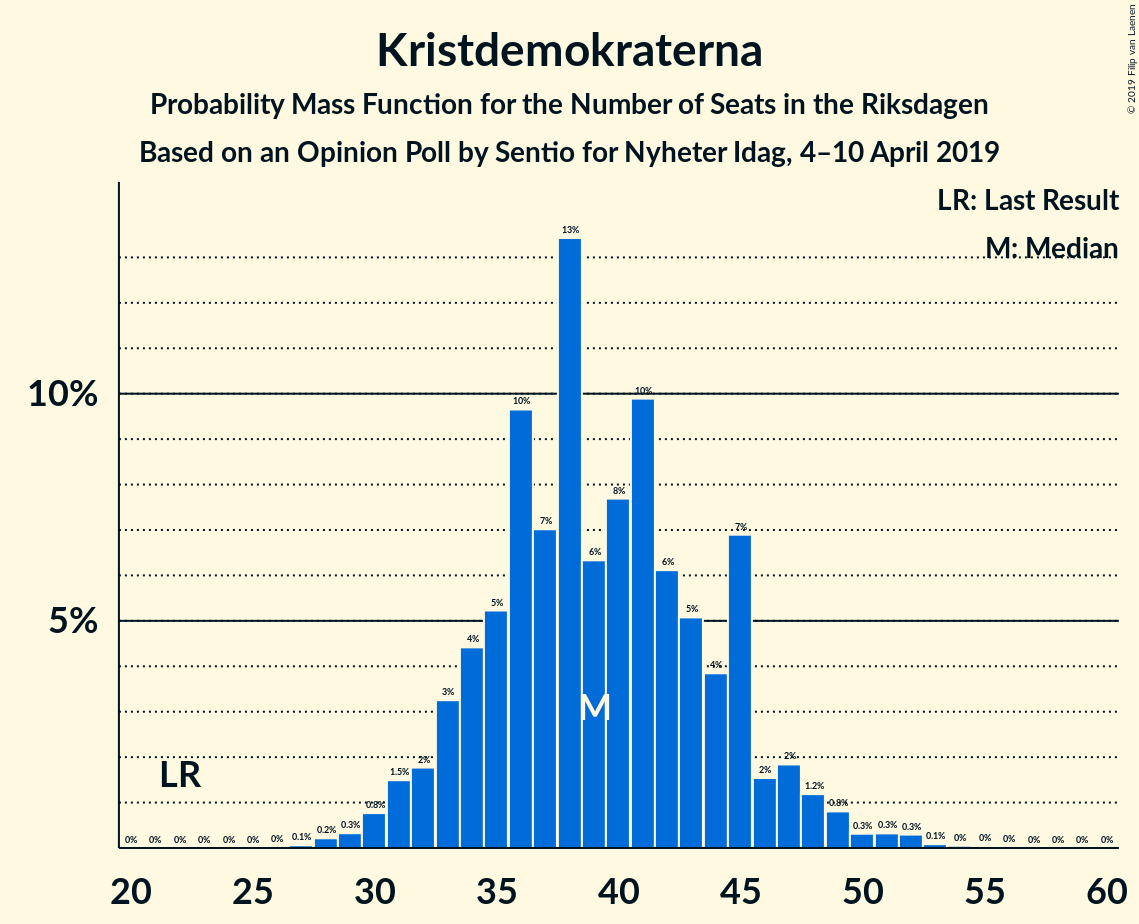 Kristdemokraterna
Probability Mass Function for the Number of Seats in the Riksdagen
Based on an Opinion Poll by Sentio for Nyheter Idag, 4–10 April 2019
© 2019 Filip van Laenen
LR: Last Result
M: Median
10%
5%
LR
M
0% 0% 0% 0% 0% 0% 0% 0.1% 0.2% 0.3% 0.8% 1.5% 2% 3% 4% 5% 10% 7% 13% 6% 8% 10% 6% 5% 4% 7% 2% 2% 1.2% 0.8% 0.3% 0.3% 0.3% 0.1% 0% 0% 0% 0% 0% 0% 0%
20 25 30 35 40 45 50 55 60